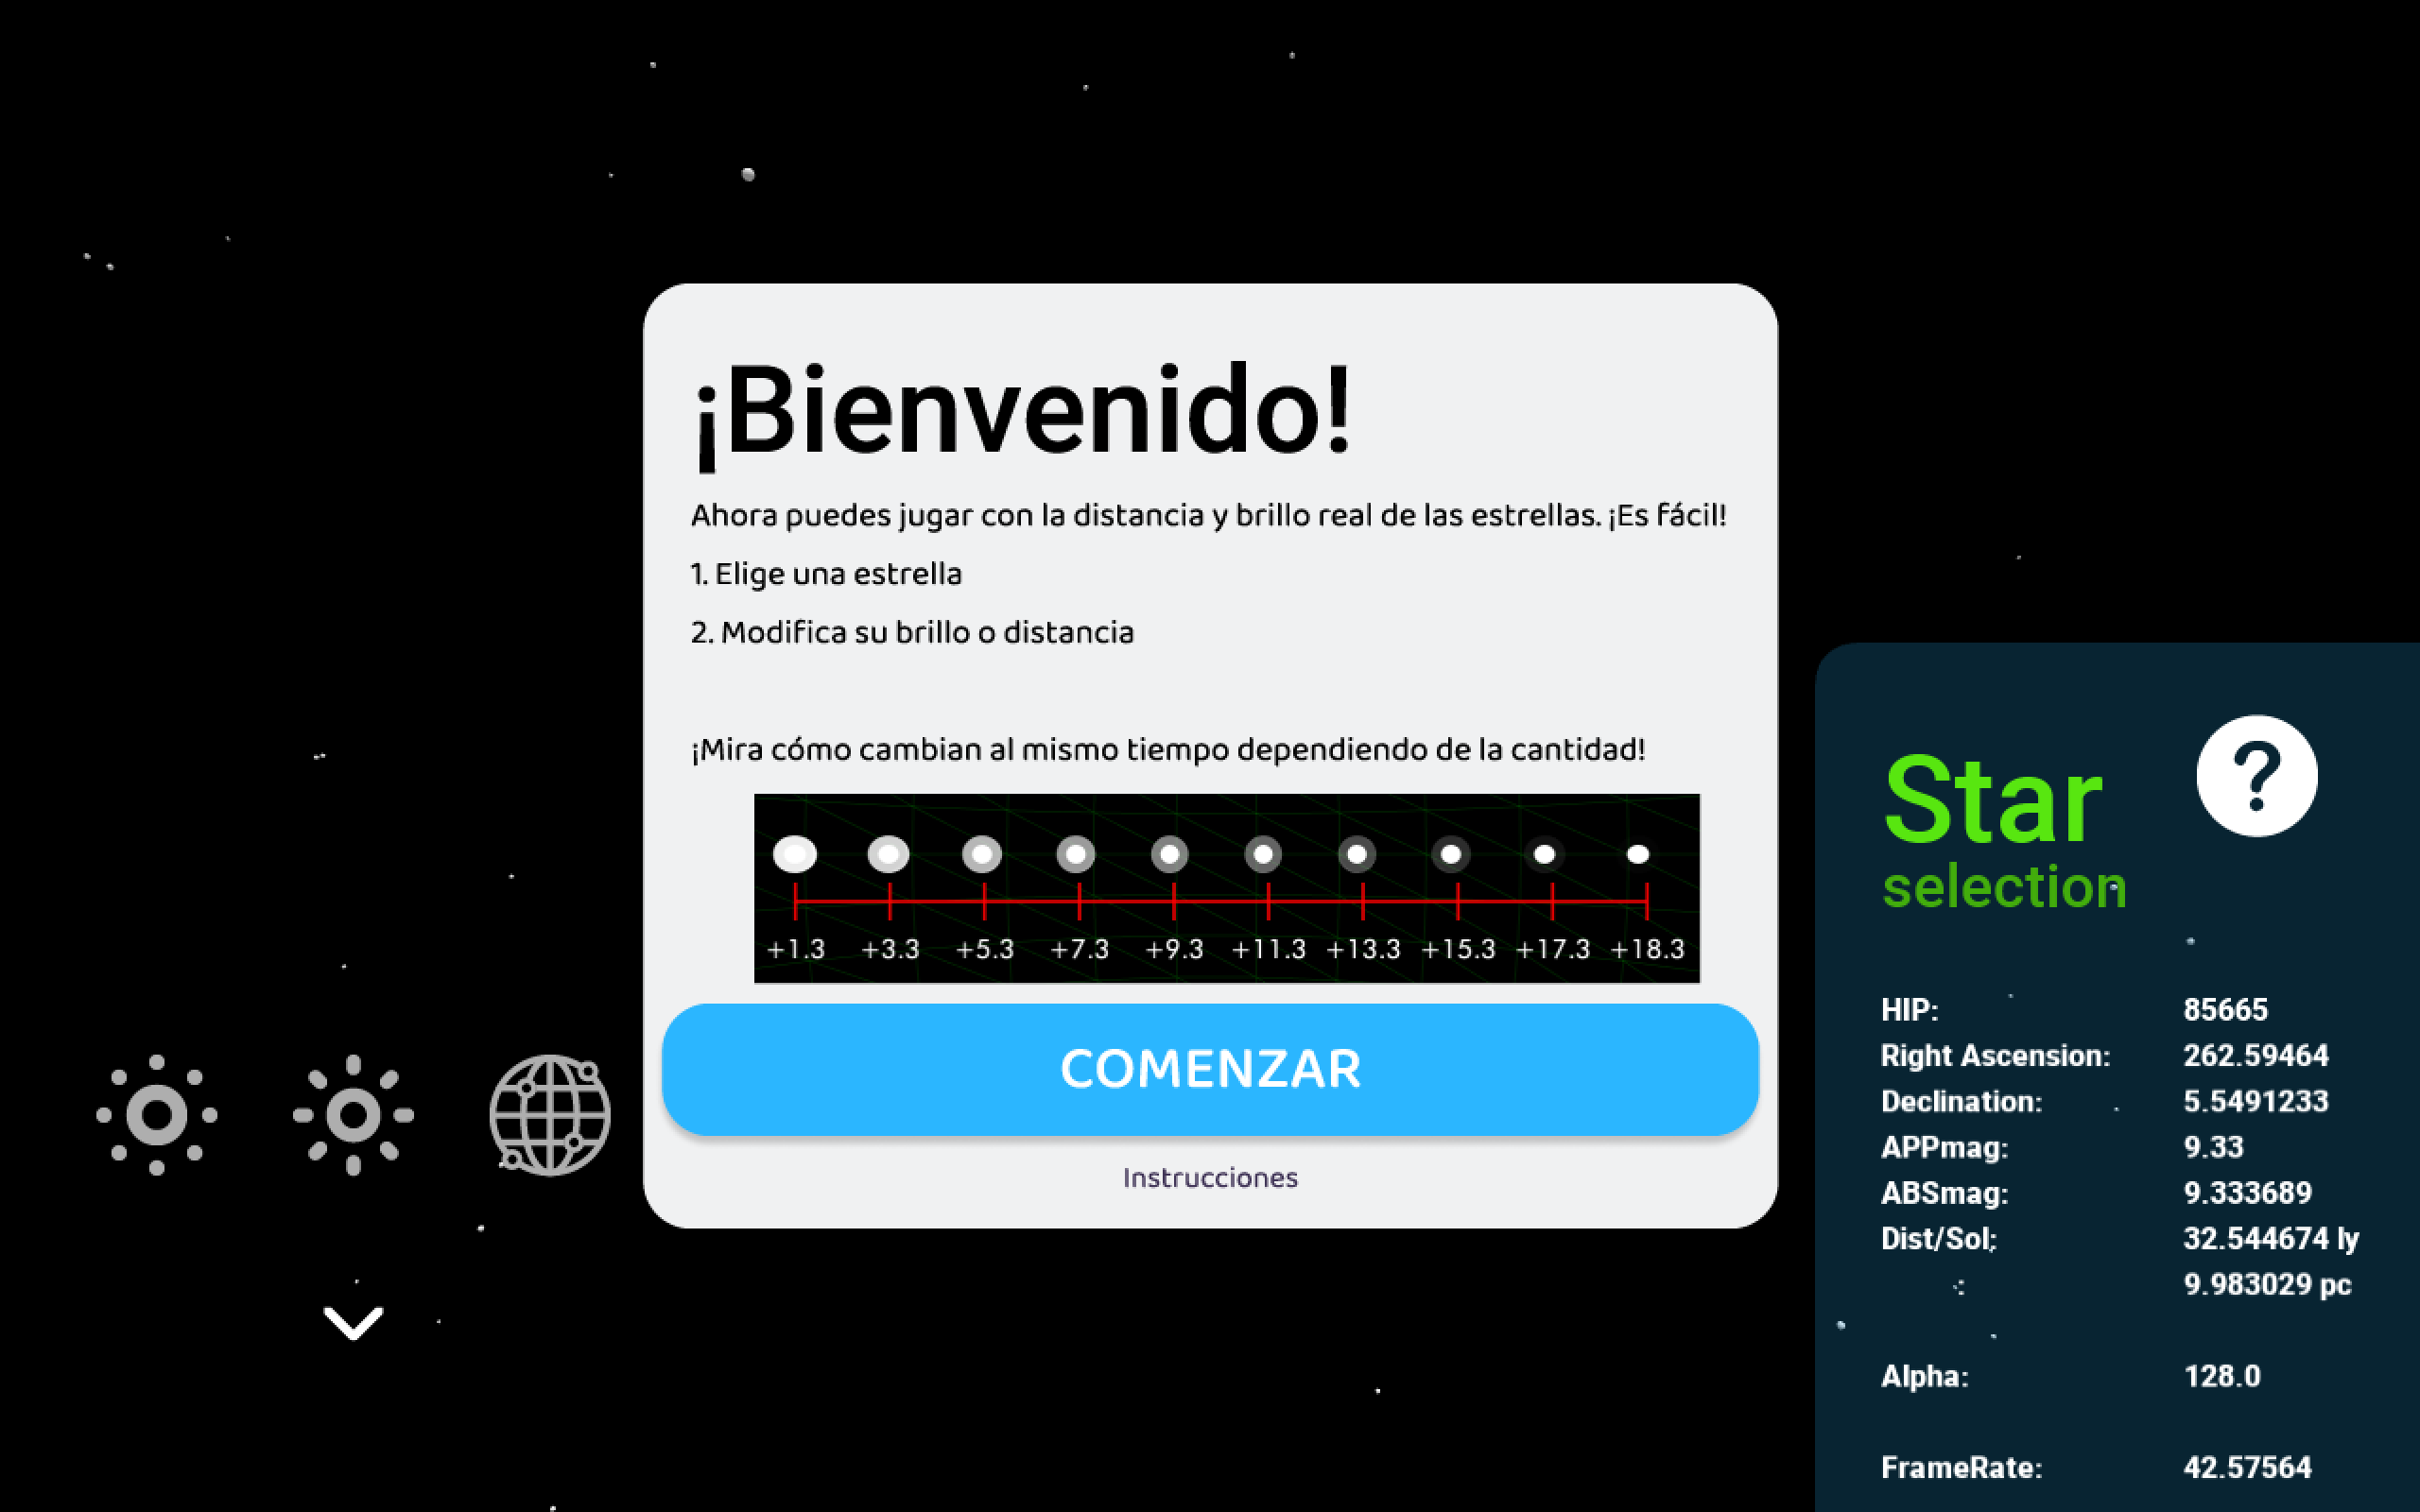 ¡Bienvenido!
Ahora puedes jugar con la distancia y brillo real de las estrellas. ¡Es fácil!
1. Elige una estrella
2. Modifica su brillo o distancia
¡Mira cómo cambian al mismo tiempo dependiendo de la cantidad!
+1.3 +3.3 +5.3 +7.3 +9.3 +11.3 +13.3 +15.3 +17.3 +18.3
COMENZAR
Instrucciones
Star
?
selection
HIP: 85665
Right Ascension: 262.59464
Declination: 5.5491233
APPmag: 9.33
ABSmag: 9.333689
Dist/Sol: 32.544674 ly
: 9.983029 pc
Alpha: 128.0
FrameRate: 42.57564